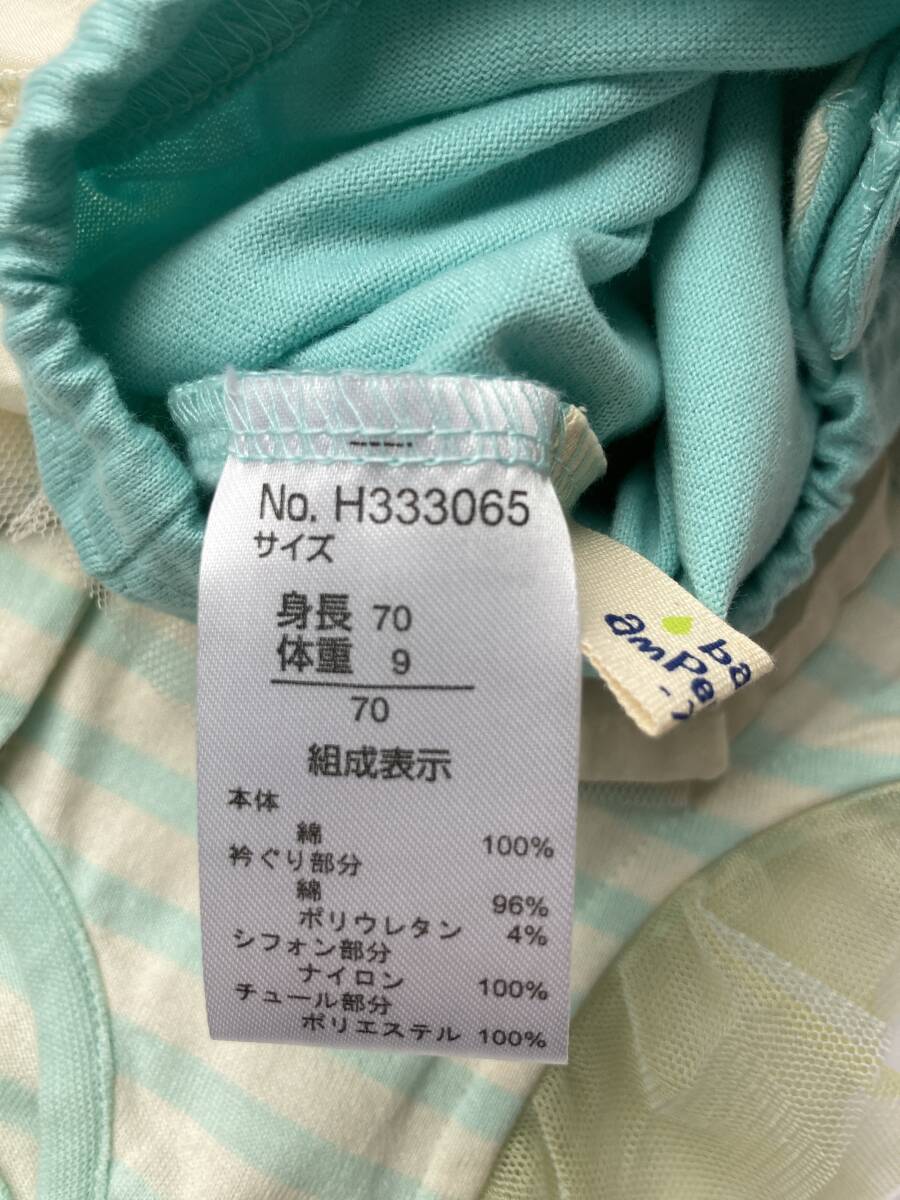 No. H333065
サイズ
身長 70
体重 9
70
組成表示
本体
綿 100%
衿ぐり部分
綿 96%
ポリウレタン 4%
シフォン部分
ナイロン 100%
チュール部分
ポリエステル 100%
ba
ampe